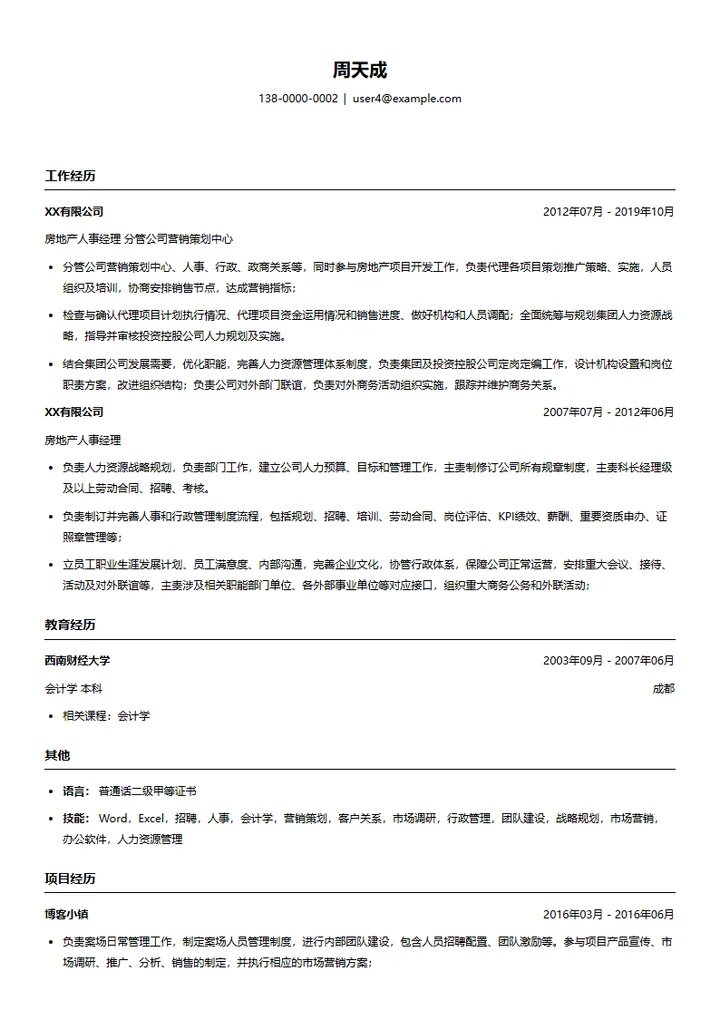 周天成
138-0000-0002 | user4@example.com
工作经历
XX有限公司 2012年07月 - 2019年10月
房地产人事经理 分管公司营销策划中心
• 分管公司营销策划中心、人事、行政、政商关系等，同时参与房地产项目开发工作，负责代理各项目策划推广策略、实施，人员
组织及培训，协商安排销售节点，达成营销指标；
• 检查与确认代理项目计划执行情况、代理项目资金运用情况和销售进度、做好机构和人员调配；全面统筹与规划集团人力资源战
略，指导并审核投资控股公司人力规划及实施。
• 结合集团公司发展需要，优化职能，完善人力资源管理体系制度，负责集团及投资控股公司定岗定编工作，设计机构设置和岗位
职责方案，改进组织结构；负责公司对外部门联谊，负责对外商务活动组织实施，跟踪并维护商务关系。
XX有限公司 2007年07月 - 2012年06月
房地产人事经理
• 负责人力资源战略规划，负责部门工作，建立公司人力预算、目标和管理工作，主责制修订公司所有规章制度，主责科长经理级
及以上劳动合同、招聘、考核。
• 负责制订并完善人事和行政管理制度流程，包括规划、招聘、培训、劳动合同、岗位评估、KPI绩效、薪酬、重要资质申办、证
照章管理等；
• 立员工职业生涯发展计划、员工满意度、内部沟通，完善企业文化，协管行政体系，保障公司正常运营，安排重大会议、接待、
活动及对外联谊等，主责涉及相关职能部门单位、各外部事业单位等对应接口，组织重大商务公务和外联活动；
教育经历
西南财经大学 2003年09月 - 2007年06月
会计学 本科 成都
• 相关课程：会计学
其他
• 语言： 普通话二级甲等证书
• 技能： Word，Excel，招聘，人事，会计学，营销策划，客户关系，市场调研，行政管理，团队建设，战略规划，市场营销，
办公软件，人力资源管理
项目经历
博客小镇 2016年03月 - 2016年06月
• 负责案场日常管理工作，制定案场人员管理制度，进行内部团队建设，包含人员招聘配置、团队激励等。参与项目产品宣传、市
场调研、推广、分析、销售的制定，并执行相应的市场营销方案；